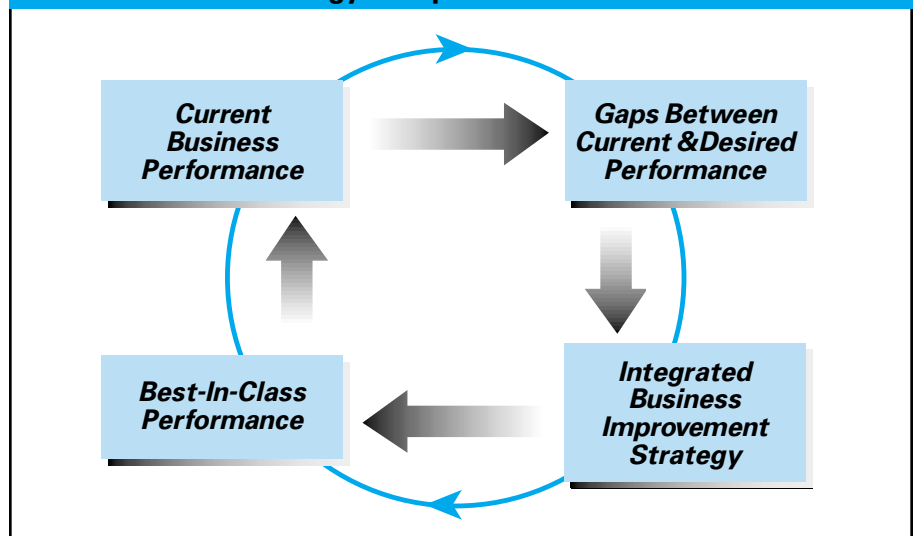 Current
Business
Performance
Gaps Between
Current &Desired
Performance
Best-In-Class
Performance
Integrated
Business
Improvement
Strategy